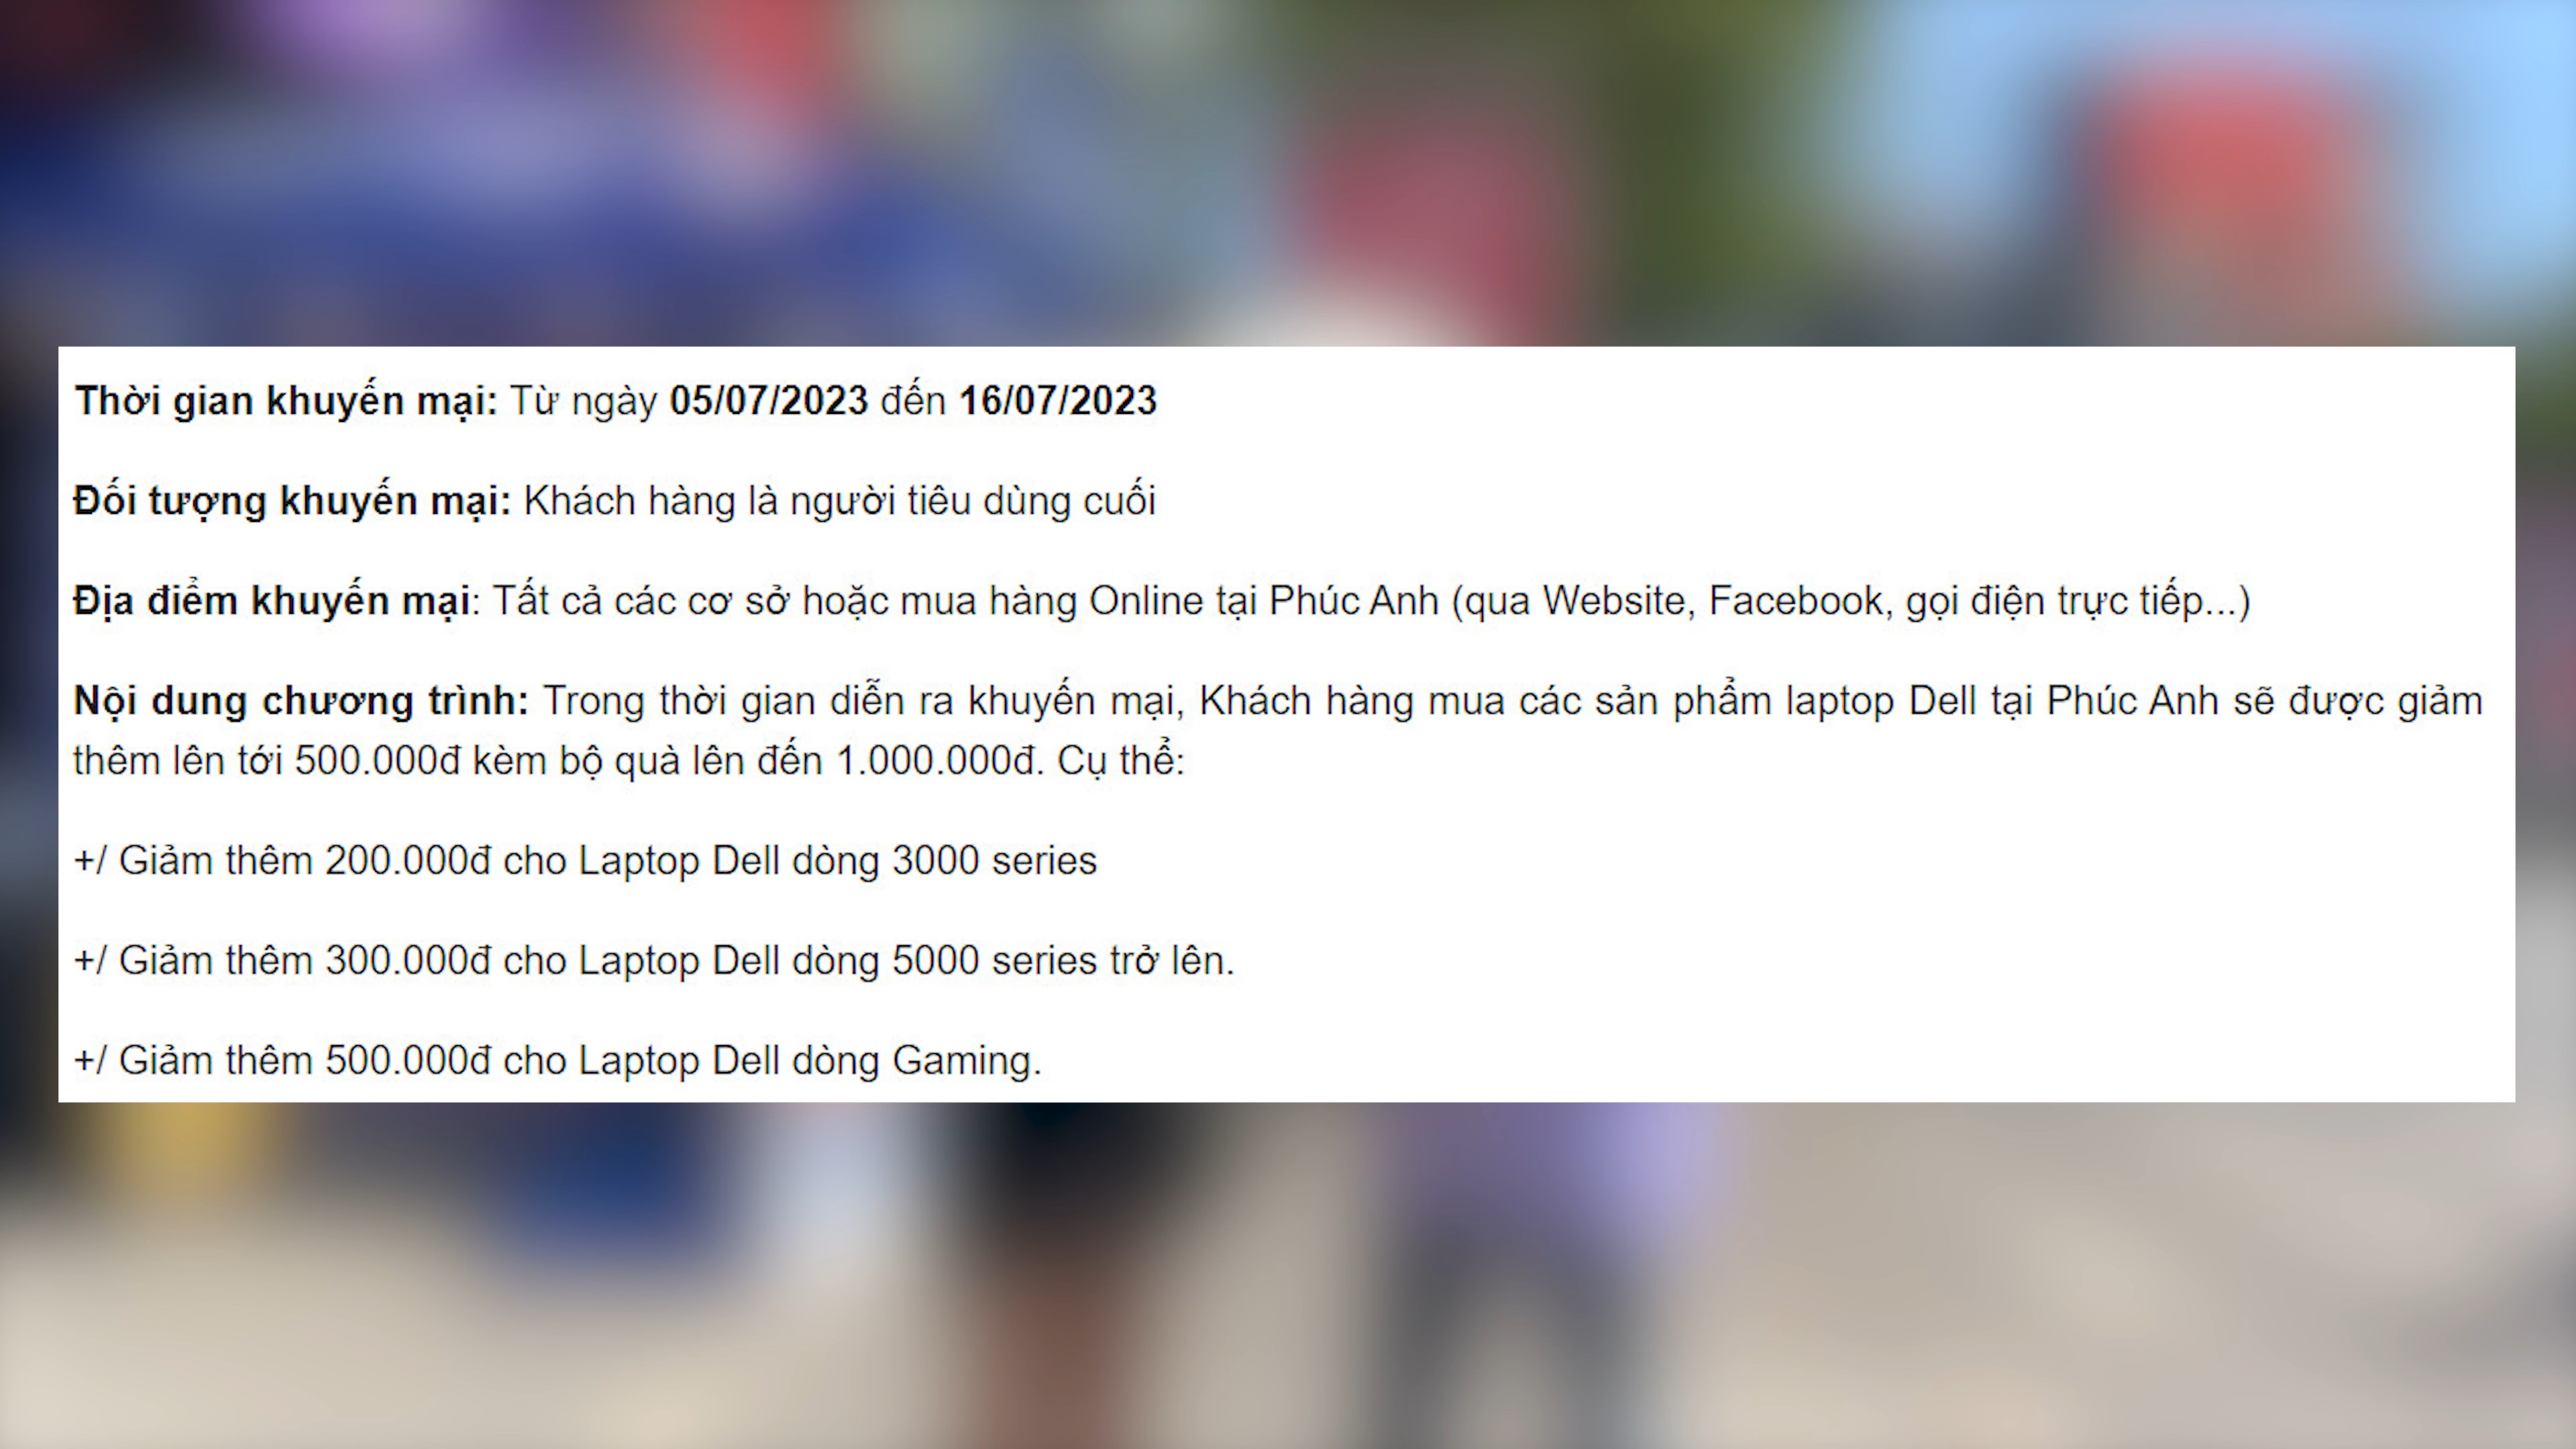 Thời gian khuyến mại: Từ ngày 05/07/2023 đến 16/07/2023
Đối tượng khuyến mại: Khách hàng là người tiêu dùng cuối
Địa điểm khuyến mại: Tất cả các cơ sở hoặc mua hàng Online tại Phúc Anh (qua Website, Facebook, gọi điện trực tiếp...)
Nội dung chương trình: Trong thời gian diễn ra khuyến mại, Khách hàng mua các sản phẩm laptop Dell tại Phúc Anh sẽ được giảm
thêm lên tới 500.000đ kèm bộ quà lên đến 1.000.000đ. Cụ thể:
+/ Giảm thêm 200.000đ cho Laptop Dell dòng 3000 series
+/ Giảm thêm 300.000đ cho Laptop Dell dòng 5000 series trở lên.
+/ Giảm thêm 500.000đ cho Laptop Dell dòng Gaming.